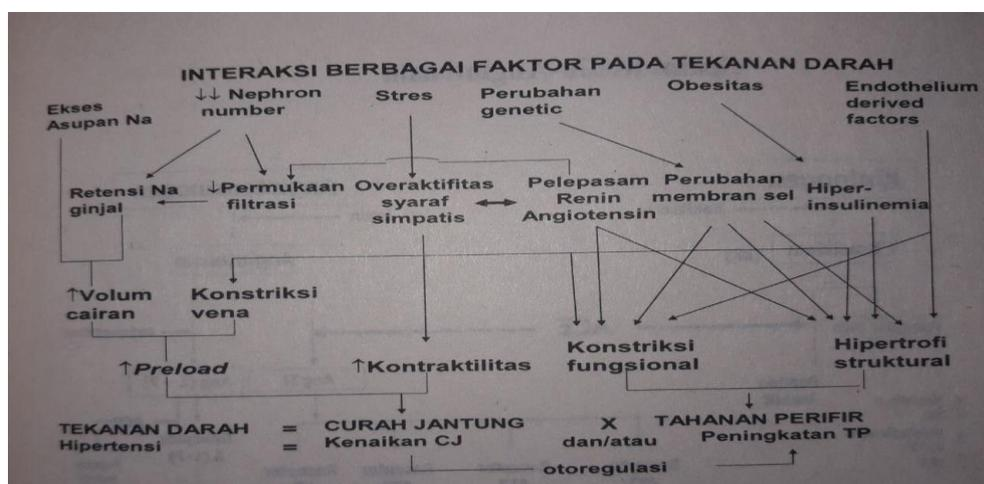 INTERAKSI BERBAGAI FAKTOR PADA TEKANAN DARAH
Ekses
Asupan Na
↓↓ Nephron
number
Stres
Perubahan
genetic
Obesitas
Endothelium
derived
factors
Retensi Na
ginjal
↓Permukaan
filtrasi
Overaktifitas
syaraf
simpatis
Pelepasam
Renin
Angiotensin
Perubahan
membran sel
Hiper-
insulinemia
↑Volum
cairan
Konstriksi
vena
↑Preload
↑Kontraktilitas
Konstriksi
fungsional
Hipertrofi
struktural
TEKANAN DARAH = CURAH JANTUNG X TAHANAN PERIFIR
Hipertensi = Kenaikan CJ dan/atau Peningkatan TP
otoregulasi